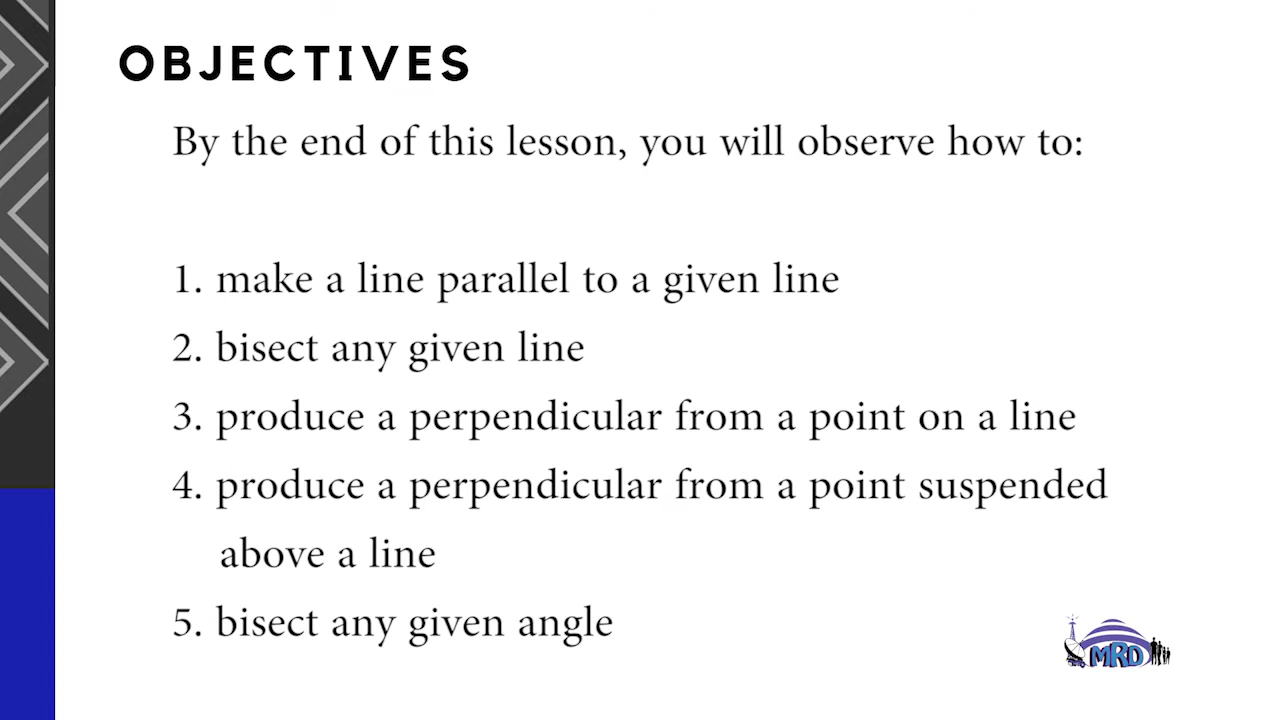 OBJECTIVES
By the end of this lesson, you will observe how to:
1. make a line parallel to a given line
2. bisect any given line
3. produce a perpendicular from a point on a line
4. produce a perpendicular from a point suspended
above a line
5. bisect any given angle
MRD